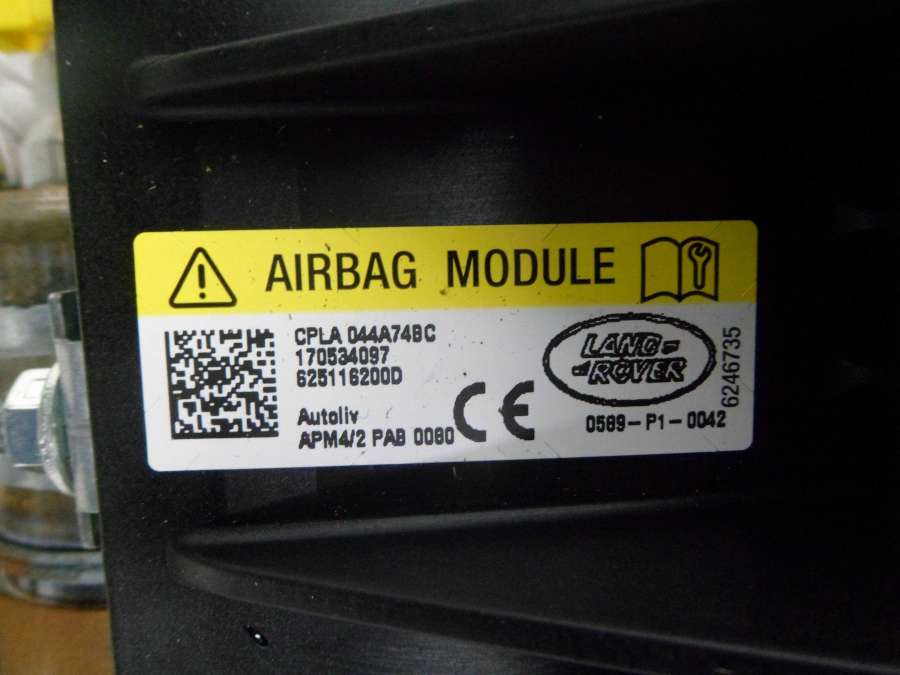 AIRBAG MODULE
CPLA 044A74BC
170534097
625116200D
Autoliv
APM4/2 PAB 0080
CE
LAND-
-ROVER
0589-P1-0042
6246735